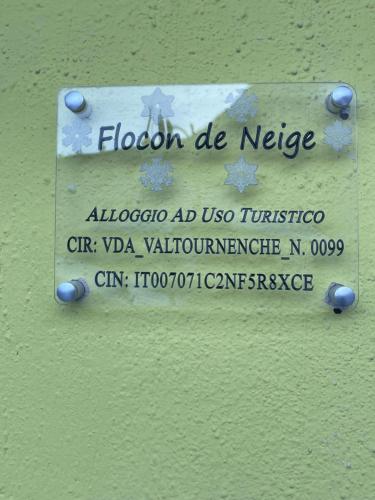 Flocon de Neige
Alloggio Ad Uso Turistico
CIR: VDA_VALTOURNENCHE_N. 0099
CIN: IT007071C2NF5R8XCE